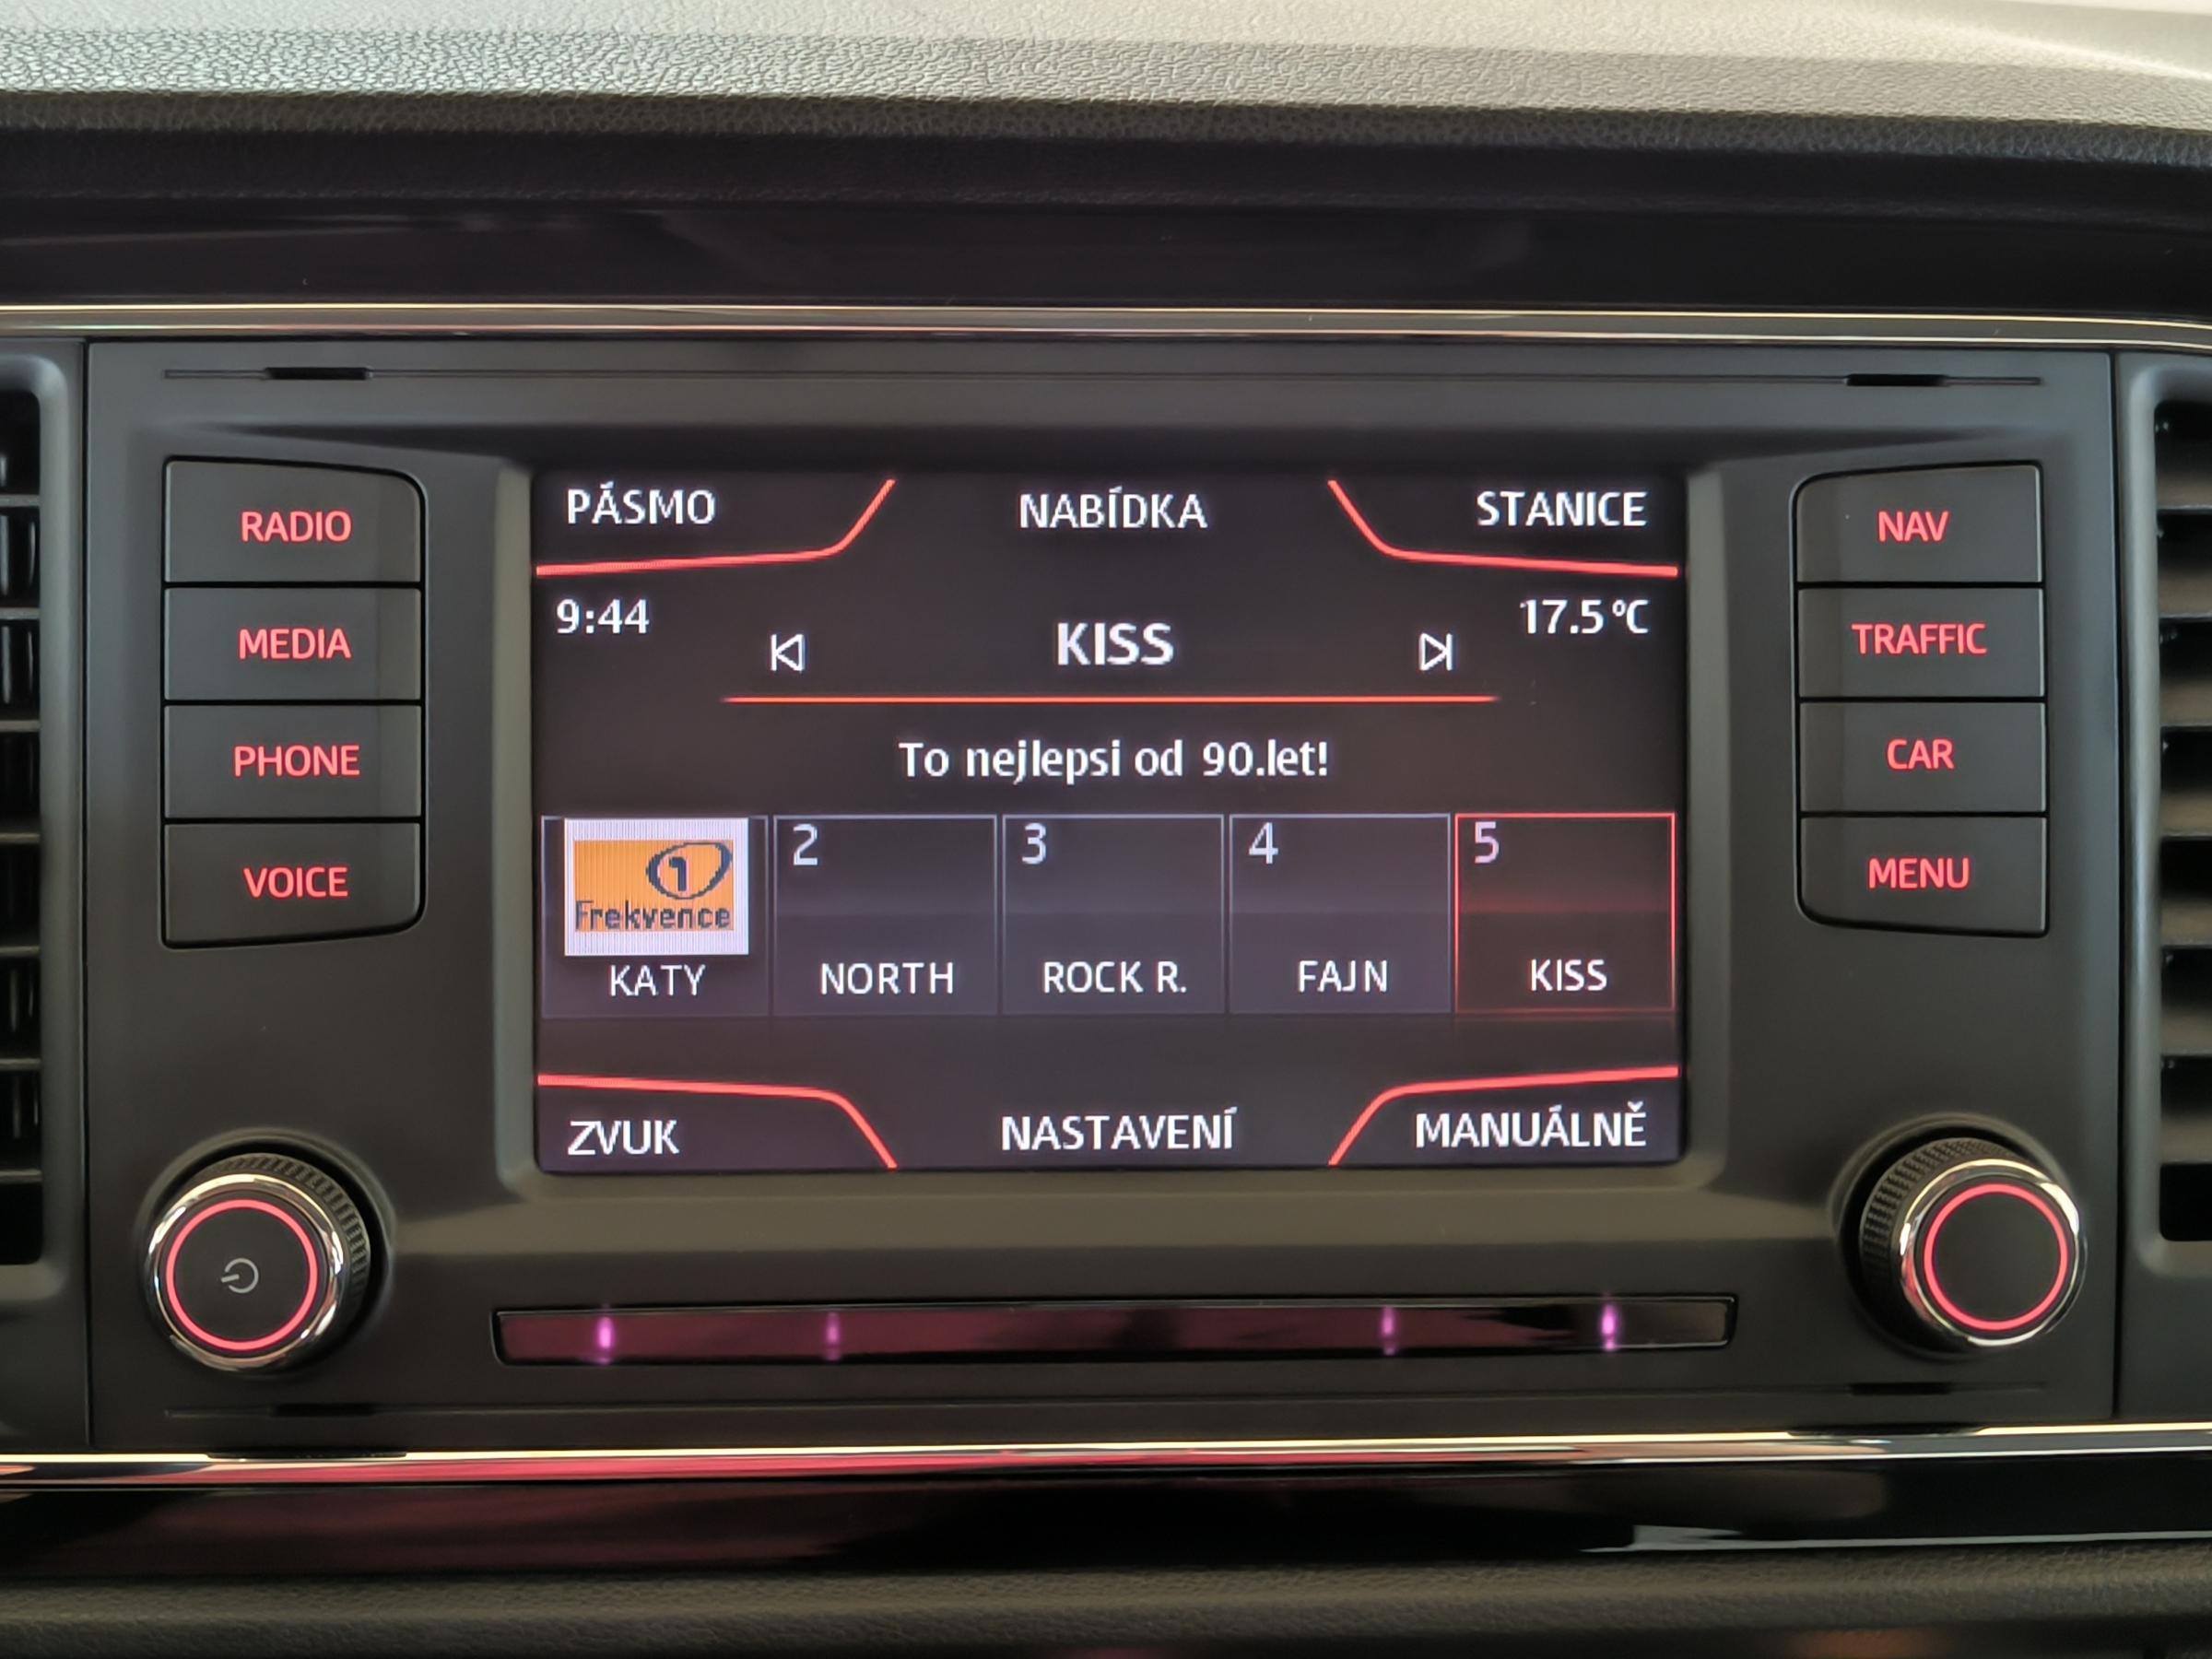 RADIO
MEDIA
PHONE
VOICE
PÁSMO
NABÍDKA
STANICE
9:44
KISS
17.5°C
To nejlepsi od 90.let!
1
Frekvence
KATY
2
NORTH
3
ROCK R.
4
FAJN
5
KISS
ZVUK
NASTAVENÍ
MANUÁLNĚ
NAV
TRAFFIC
CAR
MENU